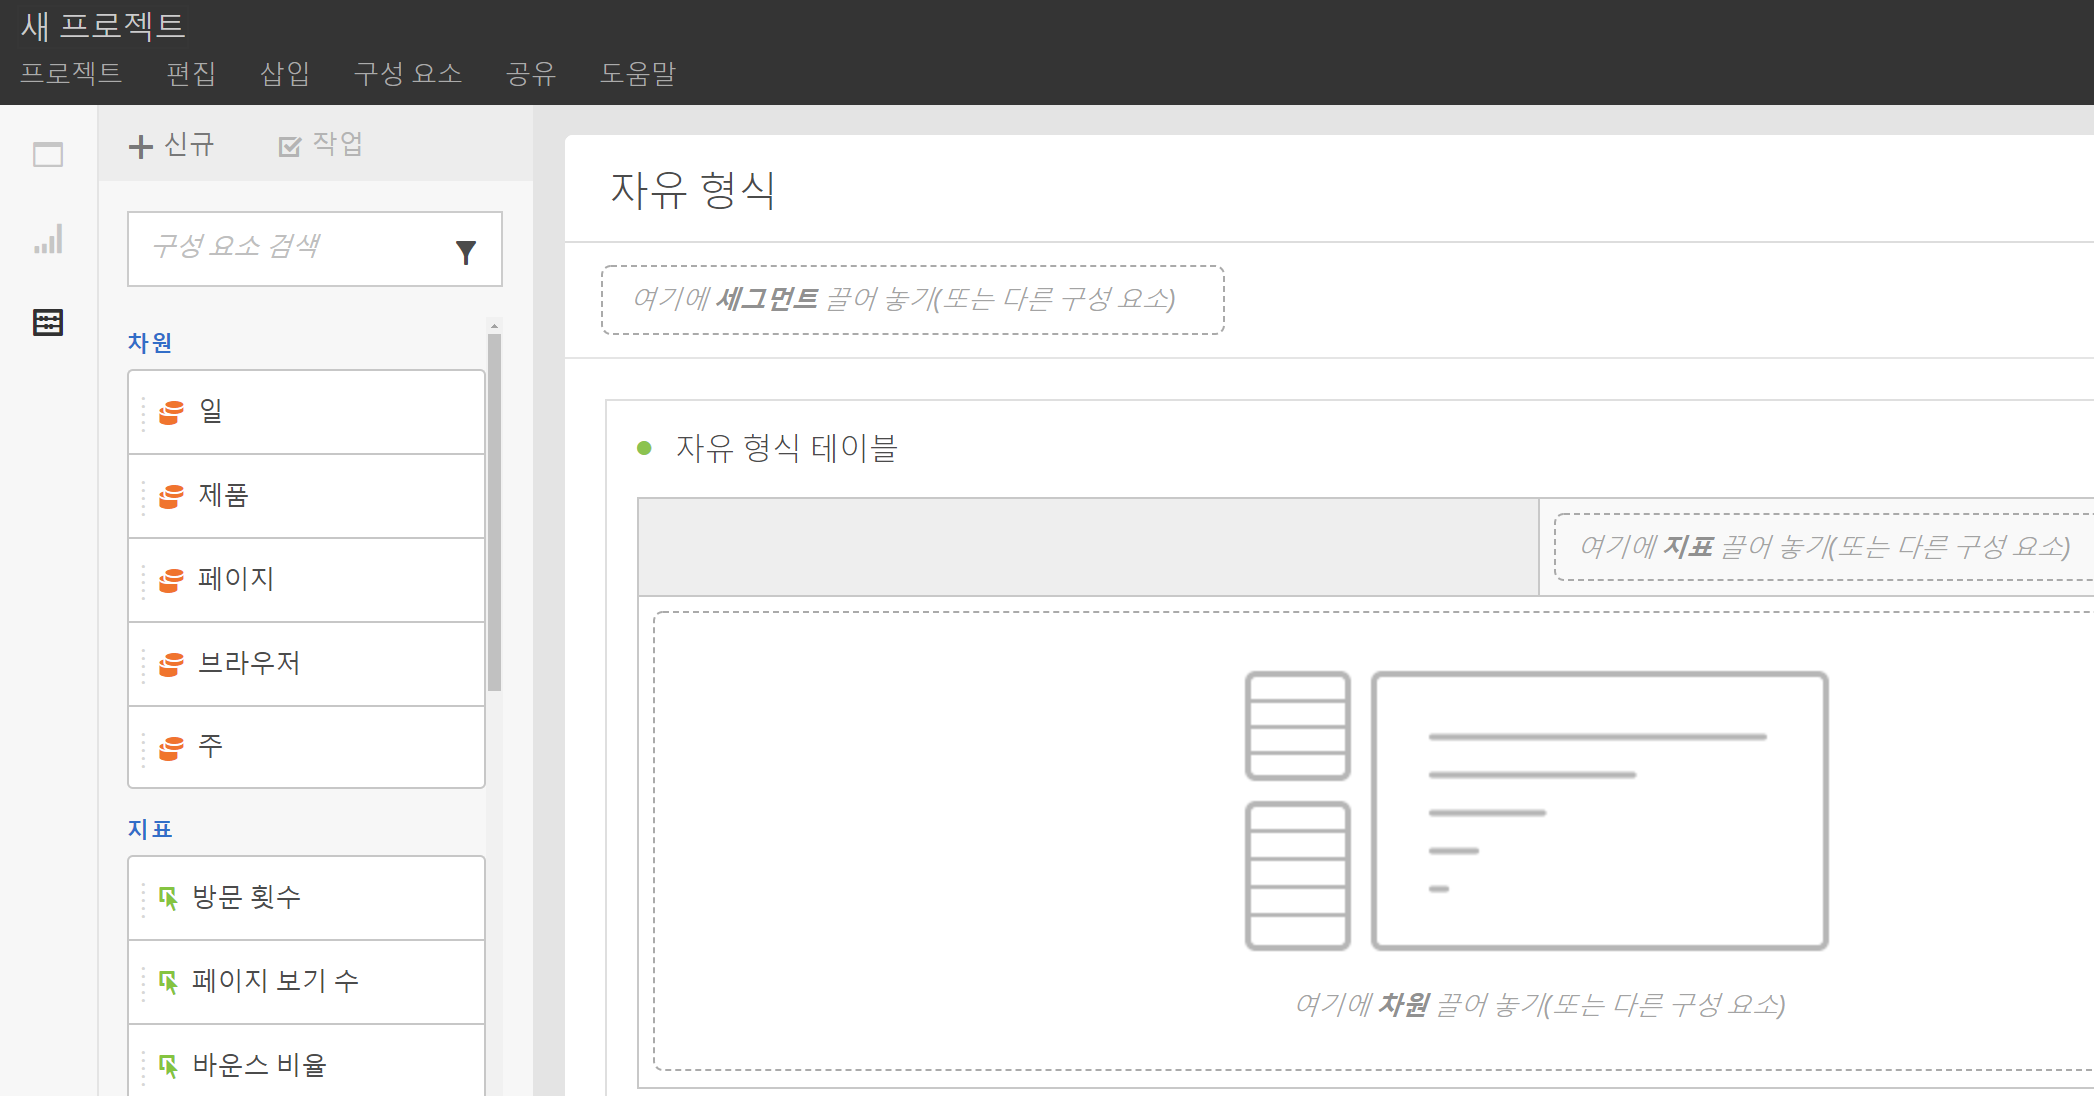 새 프로젝트
프로젝트 편집 삽입 구성 요소 공유 도움말
신규 작업
구성 요소 검색
차원
일
제품
페이지
브라우저
주
지표
방문 횟수
페이지 보기 수
바운스 비율
자유 형식
여기에 세그먼트 끌어 놓기(또는 다른 구성 요소)
자유 형식 테이블
여기에 지표 끌어 놓기(또는 다른 구성 요소)
여기에 차원 끌어 놓기(또는 다른 구성 요소)